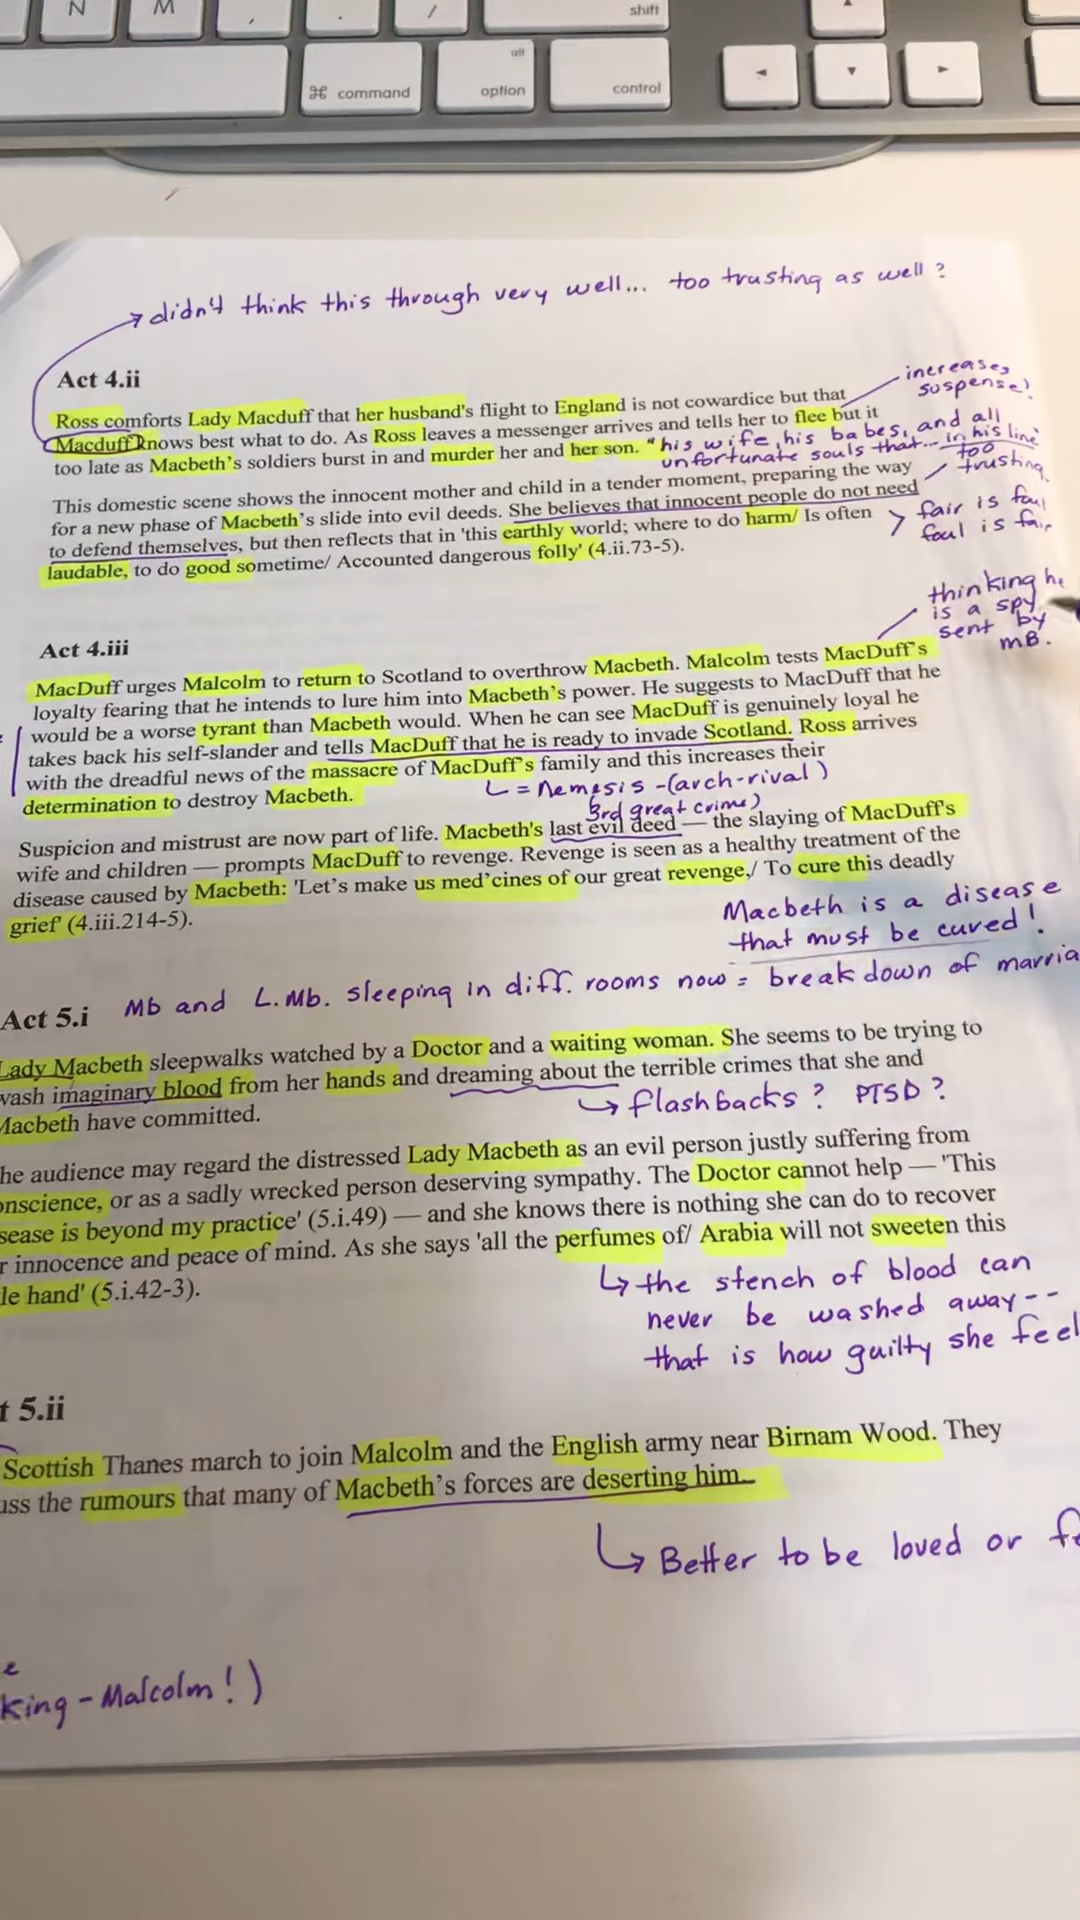 N M , . / shift
⌘ command alt option control
◄ ▼ ►
didn't think this through very well... too trusting as well?
Act 4.ii
increases
suspense!
Ross comforts Lady Macduff that her husband's flight to England is not cowardice but that
Macduff knows best what to do. As Ross leaves a messenger arrives and tells her to flee but it
too late as Macbeth's soldiers burst in and murder her and her son.
"his wife, his babes, and all
unfortunate souls that... in his line"
too
trusting
This domestic scene shows the innocent mother and child in a tender moment, preparing the way
for a new phase of Macbeth's slide into evil deeds. She believes that innocent people do not need
to defend themselves, but then reflects that in 'this earthly world; where to do harm/ Is often
laudable, to do good sometime/ Accounted dangerous folly' (4.ii.73-5).
fair is foul
foul is fair
thinking he
is a spy
sent by
MB.
Act 4.iii
MacDuff urges Malcolm to return to Scotland to overthrow Macbeth. Malcolm tests MacDuff's
loyalty fearing that he intends to lure him into Macbeth's power. He suggests to MacDuff that he
would be a worse tyrant than Macbeth would. When he can see MacDuff is genuinely loyal he
takes back his self-slander and tells MacDuff that he is ready to invade Scotland. Ross arrives
with the dreadful news of the massacre of MacDuff's family and this increases their
determination to destroy Macbeth.
= nemesis - (arch-rival)
3rd great crime)
Suspicion and mistrust are now part of life. Macbeth's last evil deed — the slaying of MacDuff's
wife and children — prompts MacDuff to revenge. Revenge is seen as a healthy treatment of the
disease caused by Macbeth: 'Let's make us med'cines of our great revenge,/ To cure this deadly
grief' (4.iii.214-5).
Macbeth is a disease
that must be cured!
Act 5.i
Mb and L.Mb. sleeping in diff. rooms now = breakdown of marria
Lady Macbeth sleepwalks watched by a Doctor and a waiting woman. She seems to be trying to
wash imaginary blood from her hands and dreaming about the terrible crimes that she and
Macbeth have committed.
flashbacks? PTSD?
he audience may regard the distressed Lady Macbeth as an evil person justly suffering from
onscience, or as a sadly wrecked person deserving sympathy. The Doctor cannot help — 'This
sease is beyond my practice' (5.i.49) — and she knows there is nothing she can do to recover
r innocence and peace of mind. As she says 'all the perfumes of/ Arabia will not sweeten this
le hand' (5.i.42-3).
the stench of blood can
never be washed away--
that is how guilty she feel
t 5.ii
Scottish Thanes march to join Malcolm and the English army near Birnam Wood. They
uss the rumours that many of Macbeth's forces are deserting him.
Better to be loved or fe
e
king - Malcolm!)